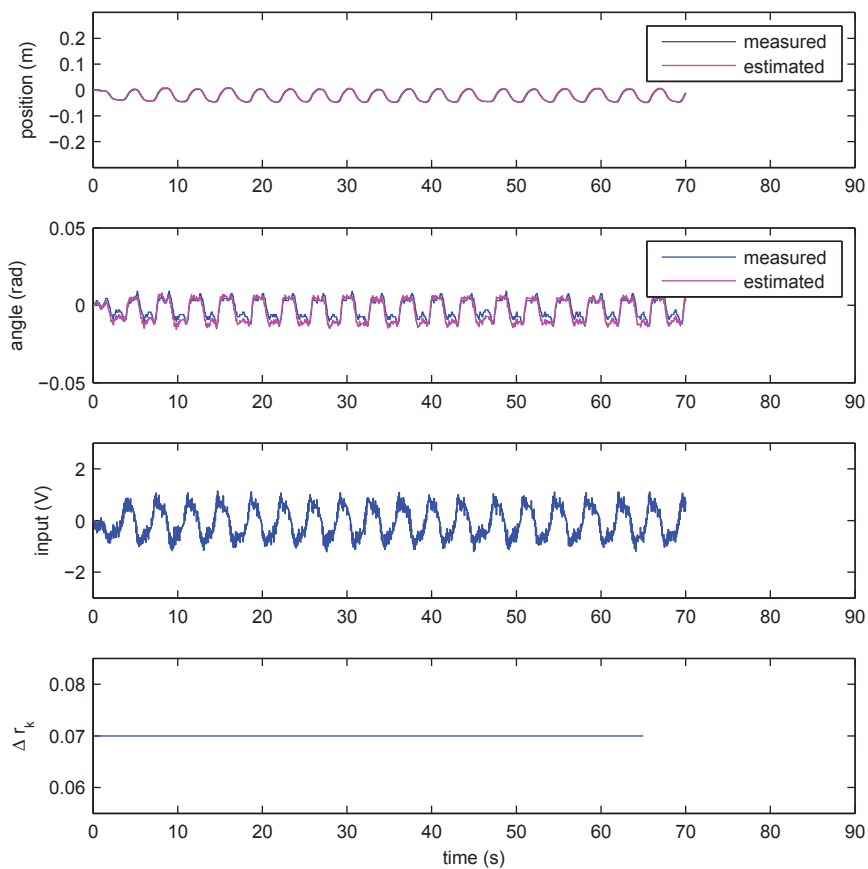 0.2
0.1
0
−0.1
−0.2
position (m)
measured
estimated
0 10 20 30 40 50 60 70 80 90
0.05
0
−0.05
angle (rad)
measured
estimated
0 10 20 30 40 50 60 70 80 90
2
0
−2
input (V)
0 10 20 30 40 50 60 70 80 90
0.08
0.07
0.06
Δ r_k
0 10 20 30 40 50 60 70 80 90
time (s)